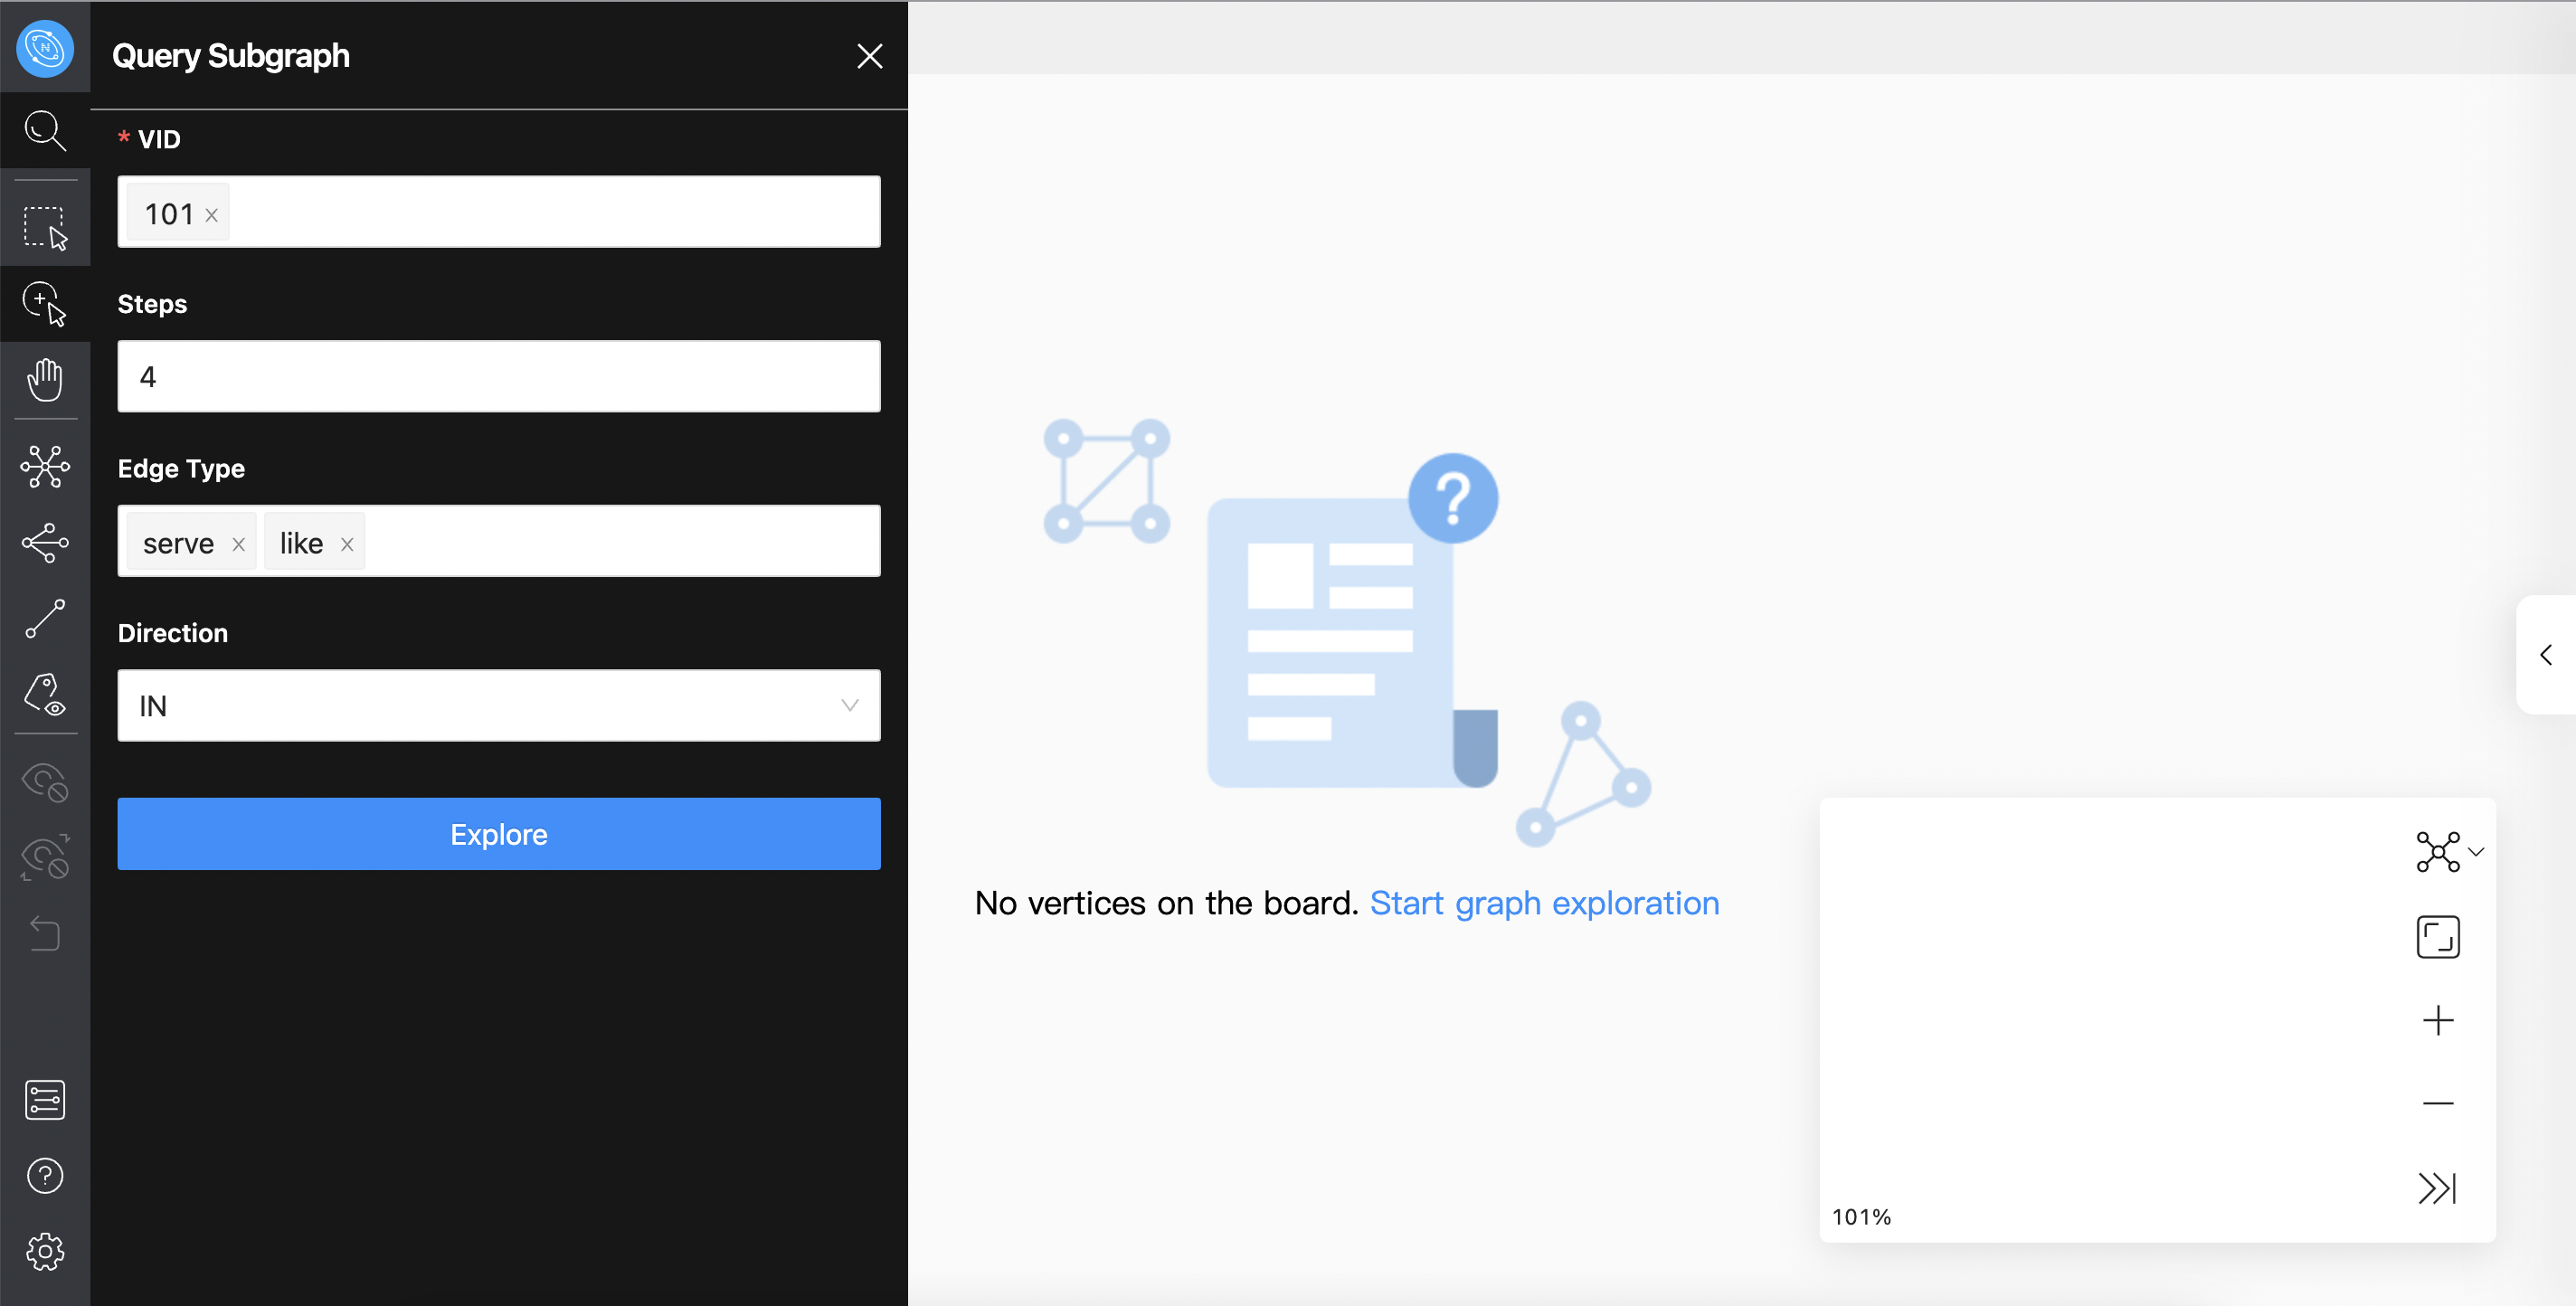 Query Subgraph
* VID
101
Steps
4
Edge Type
serve like
Direction
IN
Explore
No vertices on the board. Start graph exploration
101%